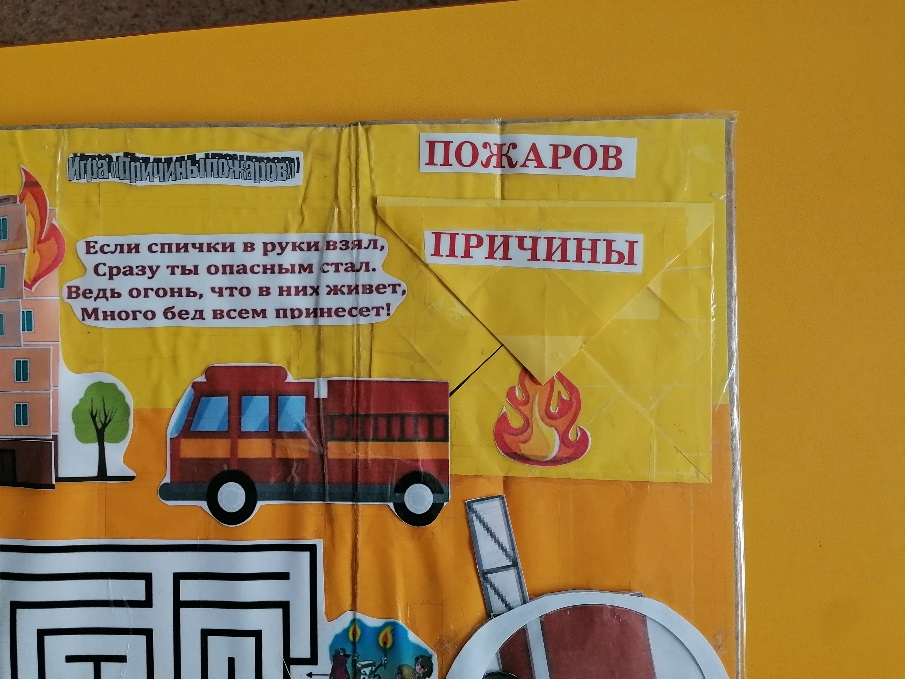 Игра «Причины пожаров»
Если спички в руки взял,
Сразу ты опасным стал.
Ведь огонь, что в них живет,
Много бед всем принесет!
ПОЖАРОВ
ПРИЧИНЫ